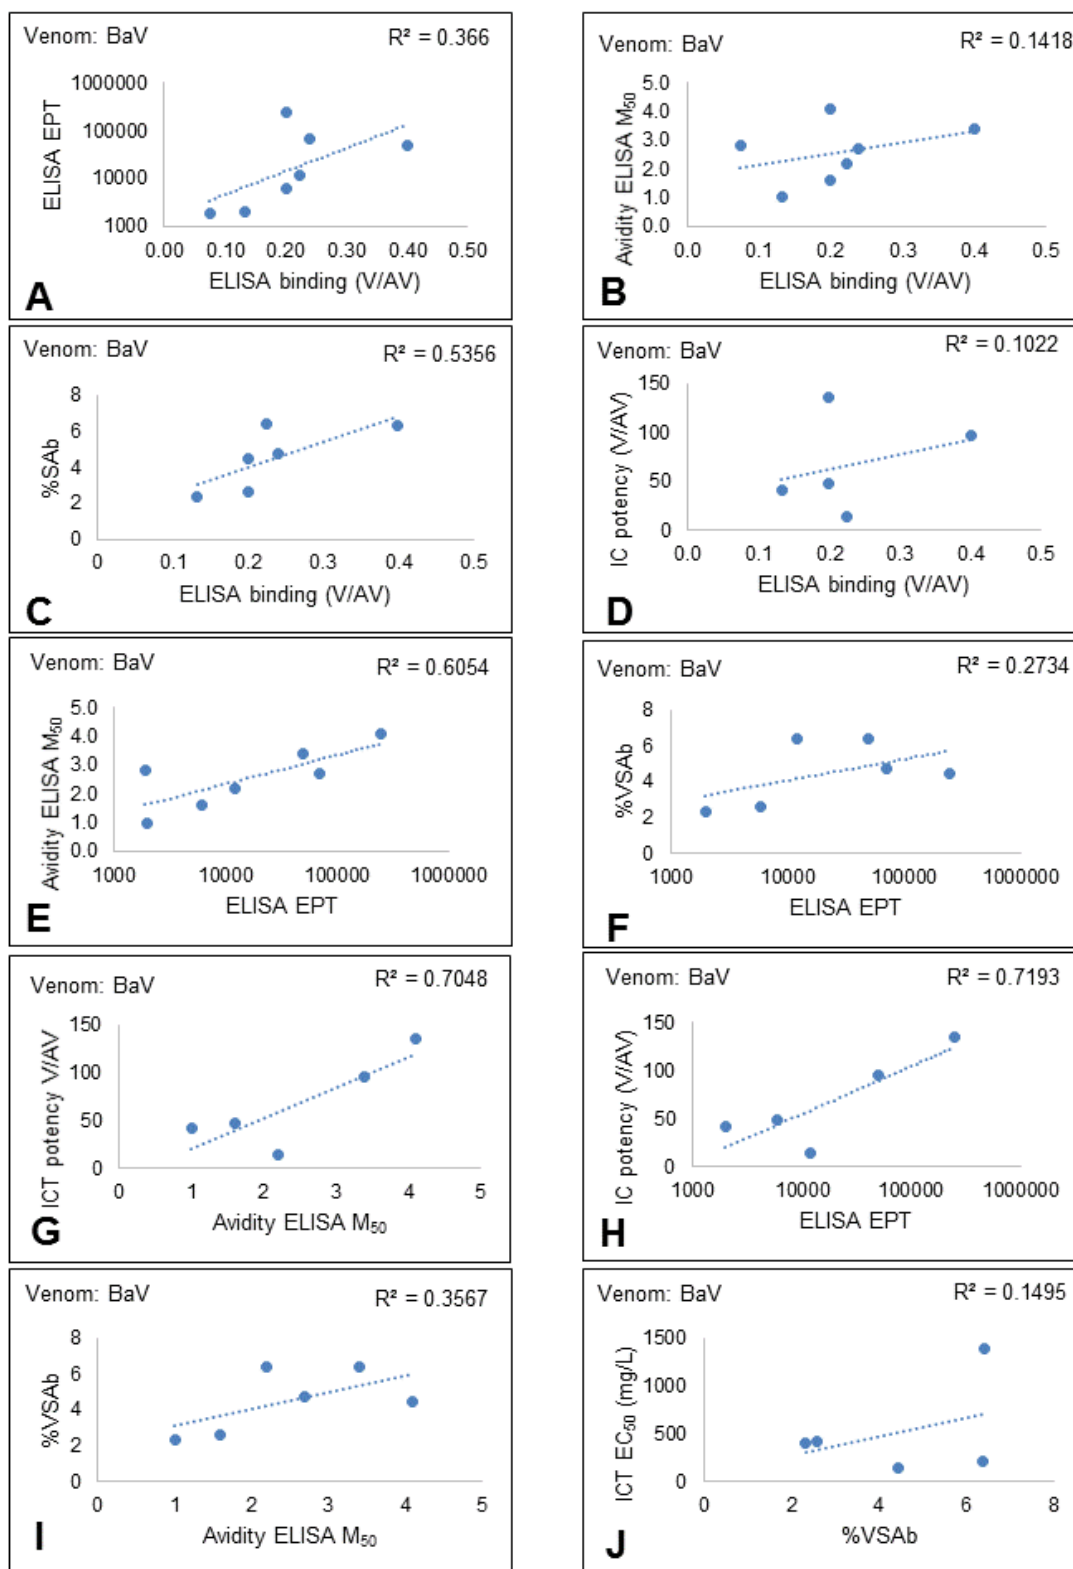 Venom: BaV
R² = 0.366
ELISA EPT
1000000
100000
10000
1000
0.00 0.10 0.20 0.30 0.40 0.50
ELISA binding (V/AV)
A
Venom: BaV
R² = 0.1418
Avidity ELISA M₅₀
5.0
4.0
3.0
2.0
1.0
0.0
0.0 0.1 0.2 0.3 0.4 0.5
ELISA binding (V/AV)
B
Venom: BaV
R² = 0.5356
%SAb
8
6
4
2
0
0 0.1 0.2 0.3 0.4 0.5
ELISA binding (V/AV)
C
Venom: BaV
R² = 0.1022
IC potency (V/AV)
150
100
50
0
0.0 0.1 0.2 0.3 0.4 0.5
ELISA binding (V/AV)
D
Venom: BaV
R² = 0.6054
Avidity ELISA M₅₀
5.0
4.0
3.0
2.0
1.0
0.0
1000 10000 100000 1000000
ELISA EPT
E
Venom: BaV
R² = 0.2734
%VSAb
8
6
4
2
0
1000 10000 100000 1000000
ELISA EPT
F
Venom: BaV
R² = 0.7048
ICT potency V/AV
150
100
50
0
0 1 2 3 4 5
Avidity ELISA M₅₀
G
Venom: BaV
R² = 0.7193
IC potency (V/AV)
150
100
50
0
1000 10000 100000 1000000
ELISA EPT
H
Venom: BaV
R² = 0.3567
%VSAb
8
6
4
2
0
0 1 2 3 4 5
Avidity ELISA M₅₀
I
Venom: BaV
R² = 0.1495
ICT EC₅₀ (mg/L)
1500
1000
500
0
0 2 4 6 8
%VSAb
J